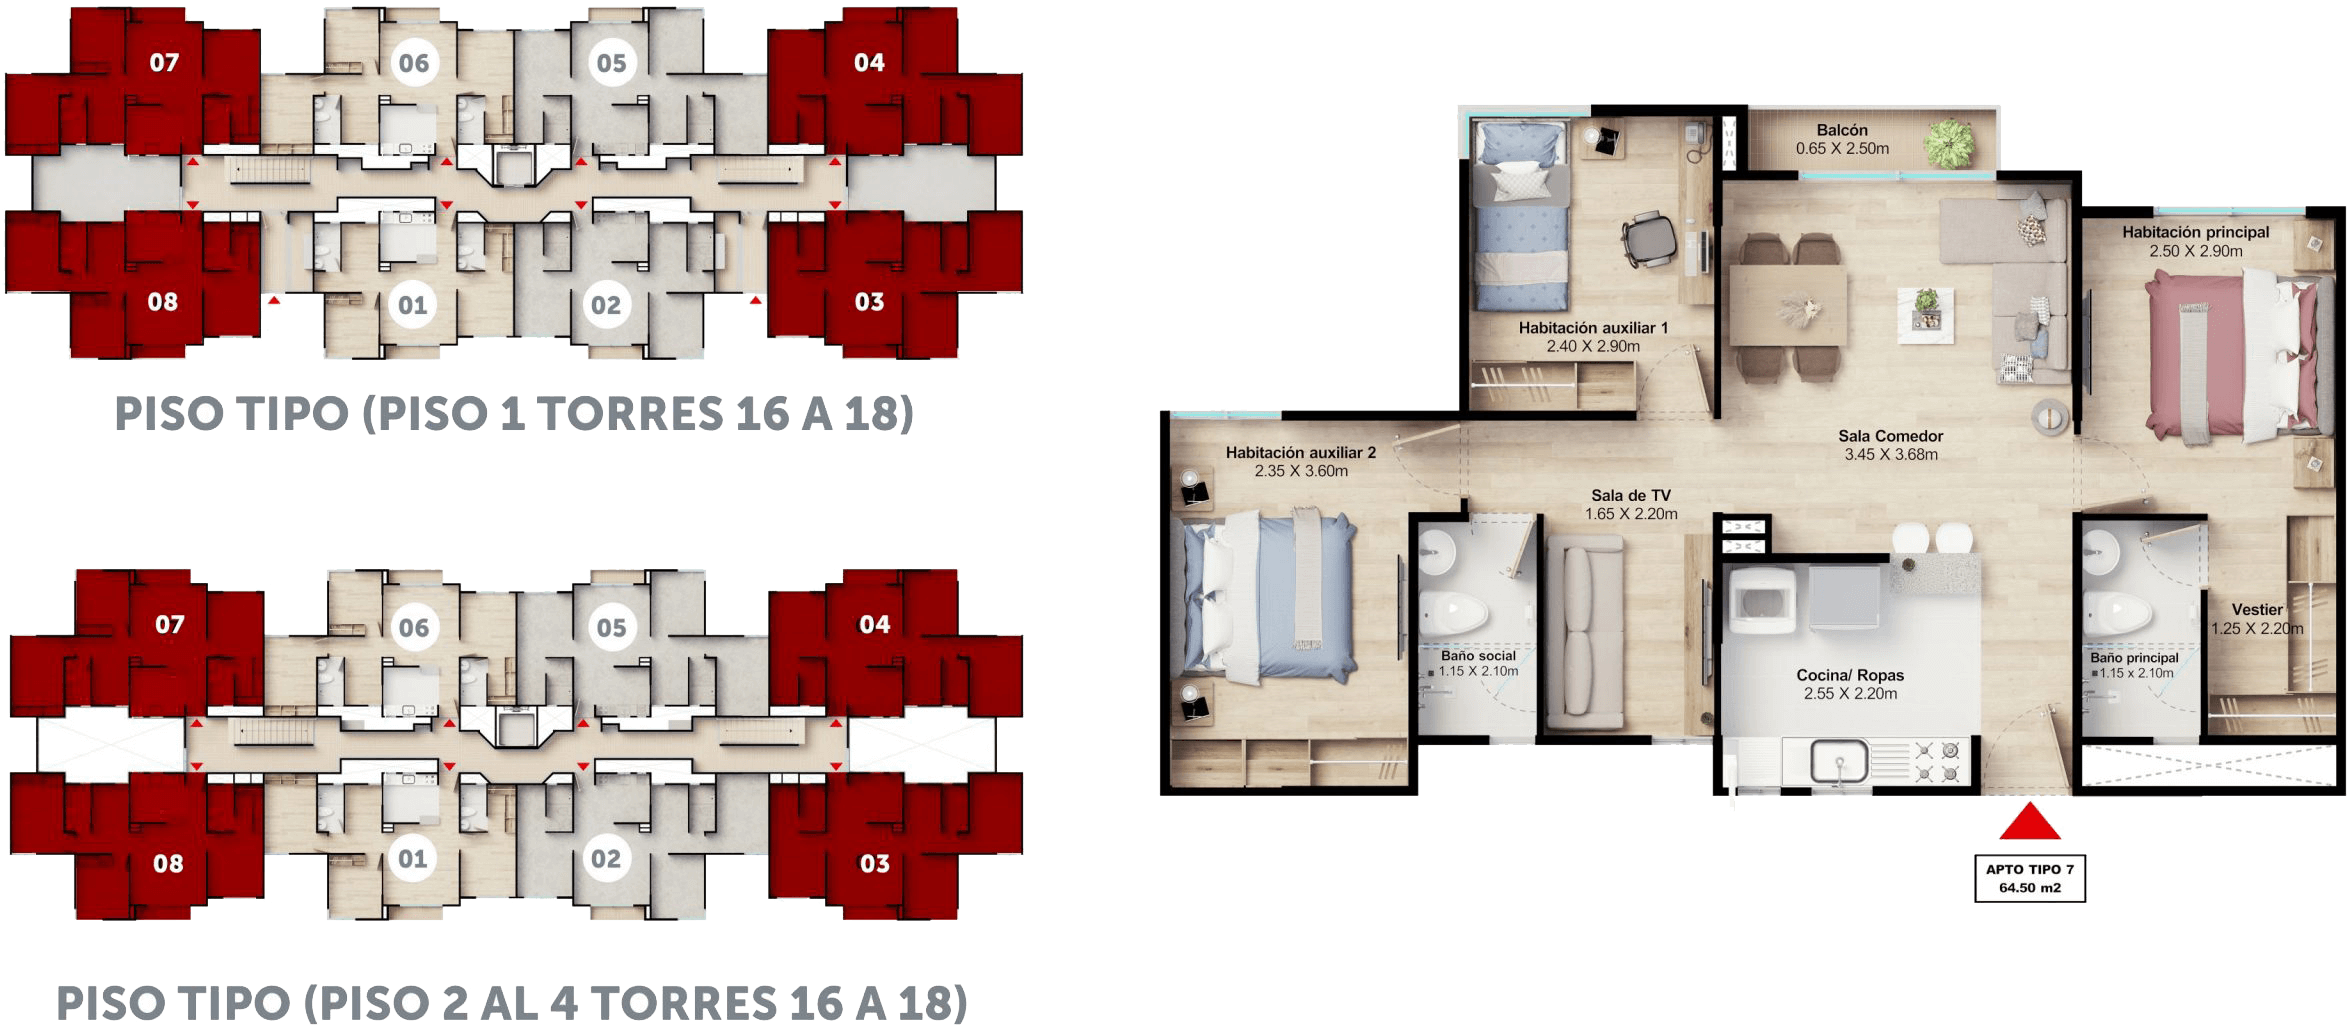 07
06
05
04
08
01
02
03
PISO TIPO (PISO 1 TORRES 16 A 18)
07
06
05
04
08
01
02
03
PISO TIPO (PISO 2 AL 4 TORRES 16 A 18)
Balcón
0.65 X 2.50m
Habitación principal
2.50 X 2.90m
Habitación auxiliar 1
2.40 X 2.90m
Sala Comedor
3.45 X 3.68m
Habitación auxiliar 2
2.35 X 3.60m
Sala de TV
1.65 X 2.20m
Vestier
1.25 X 2.20m
Baño social
1.15 X 2.10m
Baño principal
1.15 x 2.10m
Cocina/ Ropas
2.55 X 2.20m
APTO TIPO 7
64.50 m2